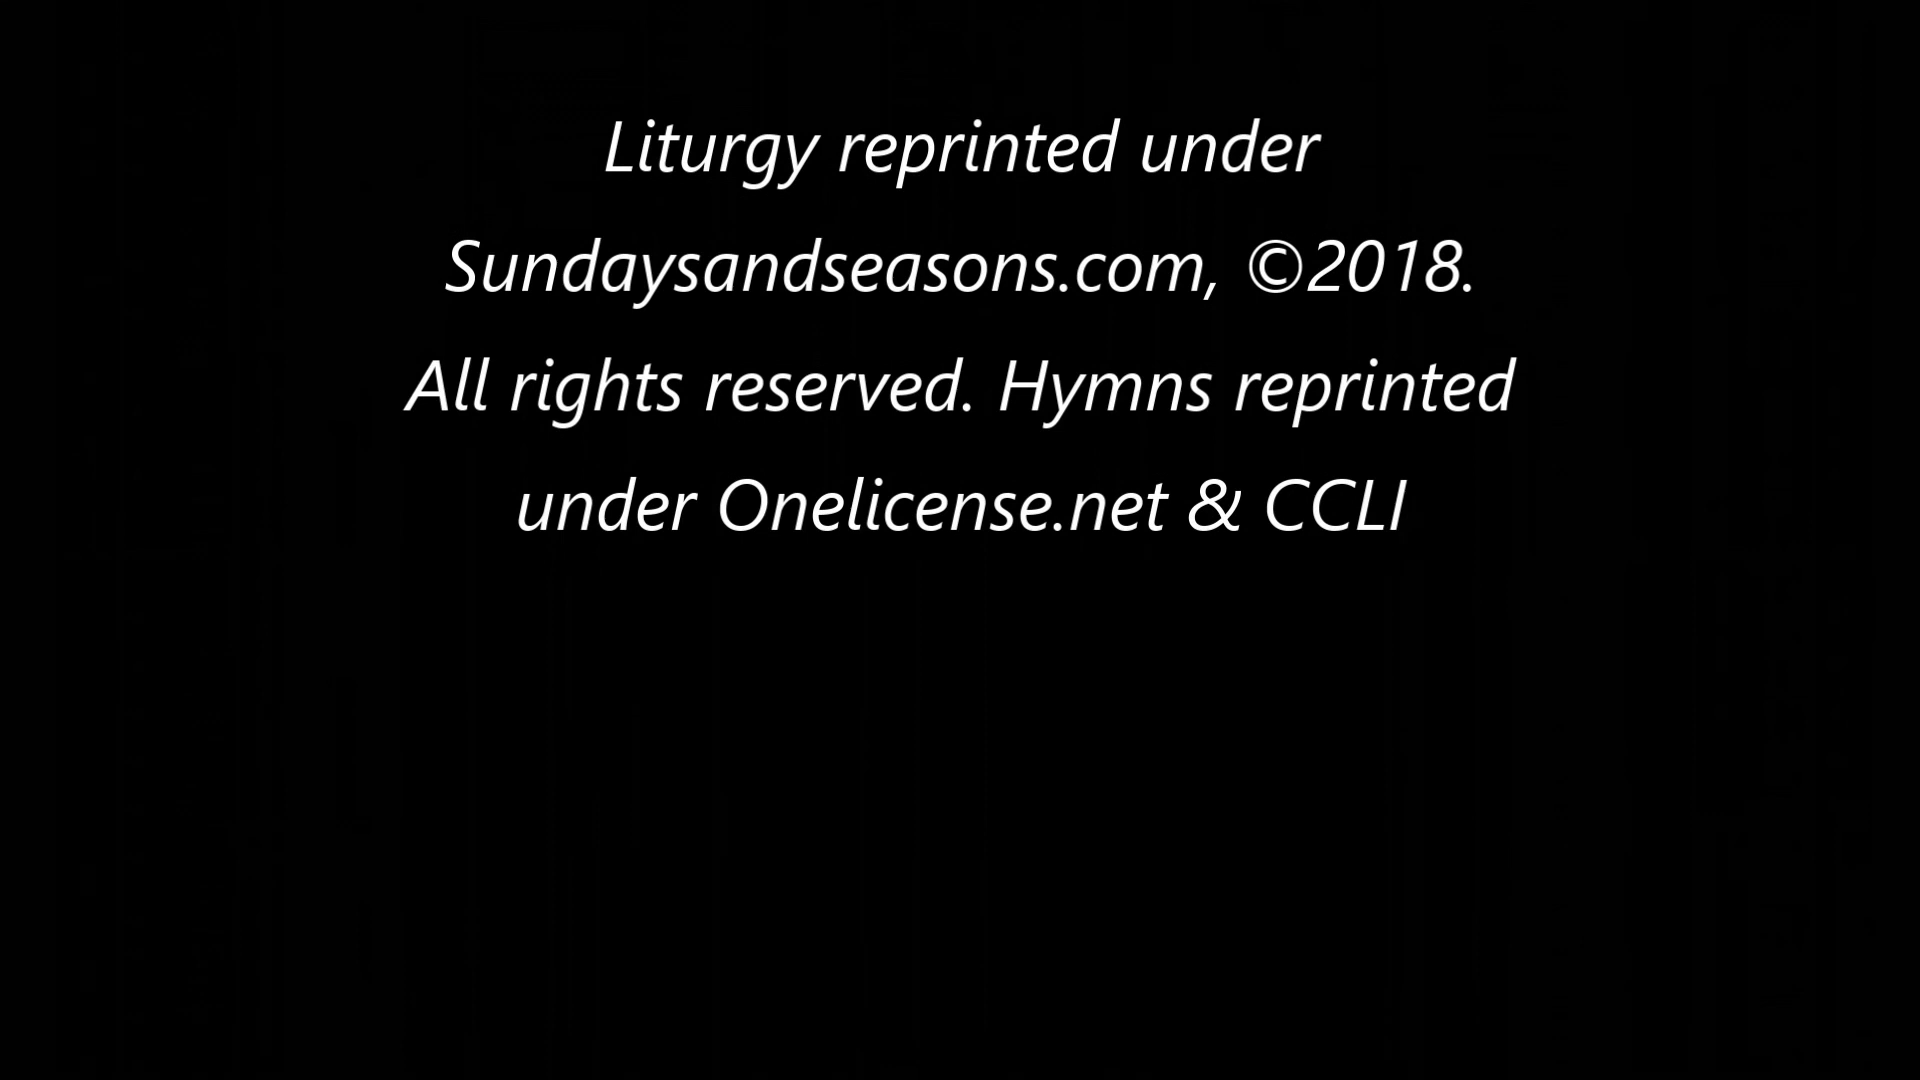 Liturgy reprinted under
Sundaysandseasons.com, ©2018.
All rights reserved. Hymns reprinted
under Onelicense.net & CCLI